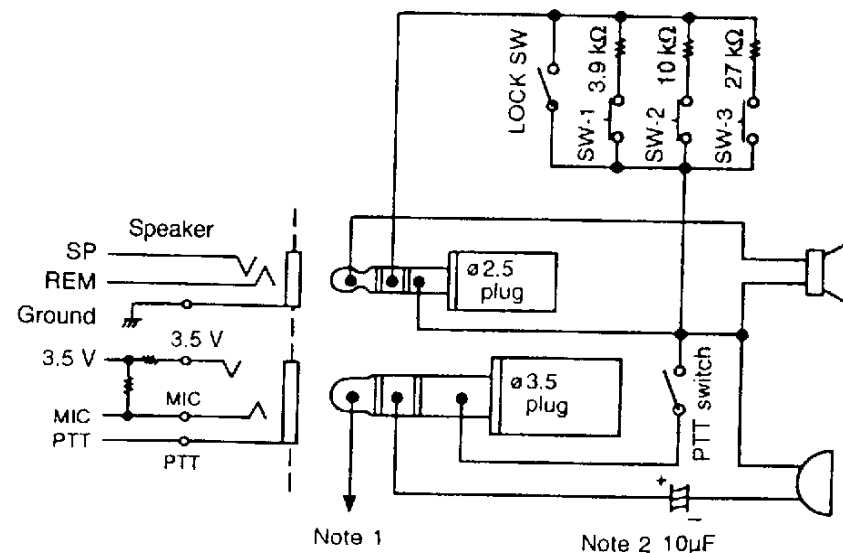 LOCK SW
3.9 kΩ
10 kΩ
27 kΩ
SW-1
SW-2
SW-3
Speaker
SP
REM
Ground
ø 2.5
plug
3.5 V
3.5 V
MIC
MIC
PTT
PTT
ø 3.5
plug
PTT switch
+
−
Note 1
Note 2 10μF